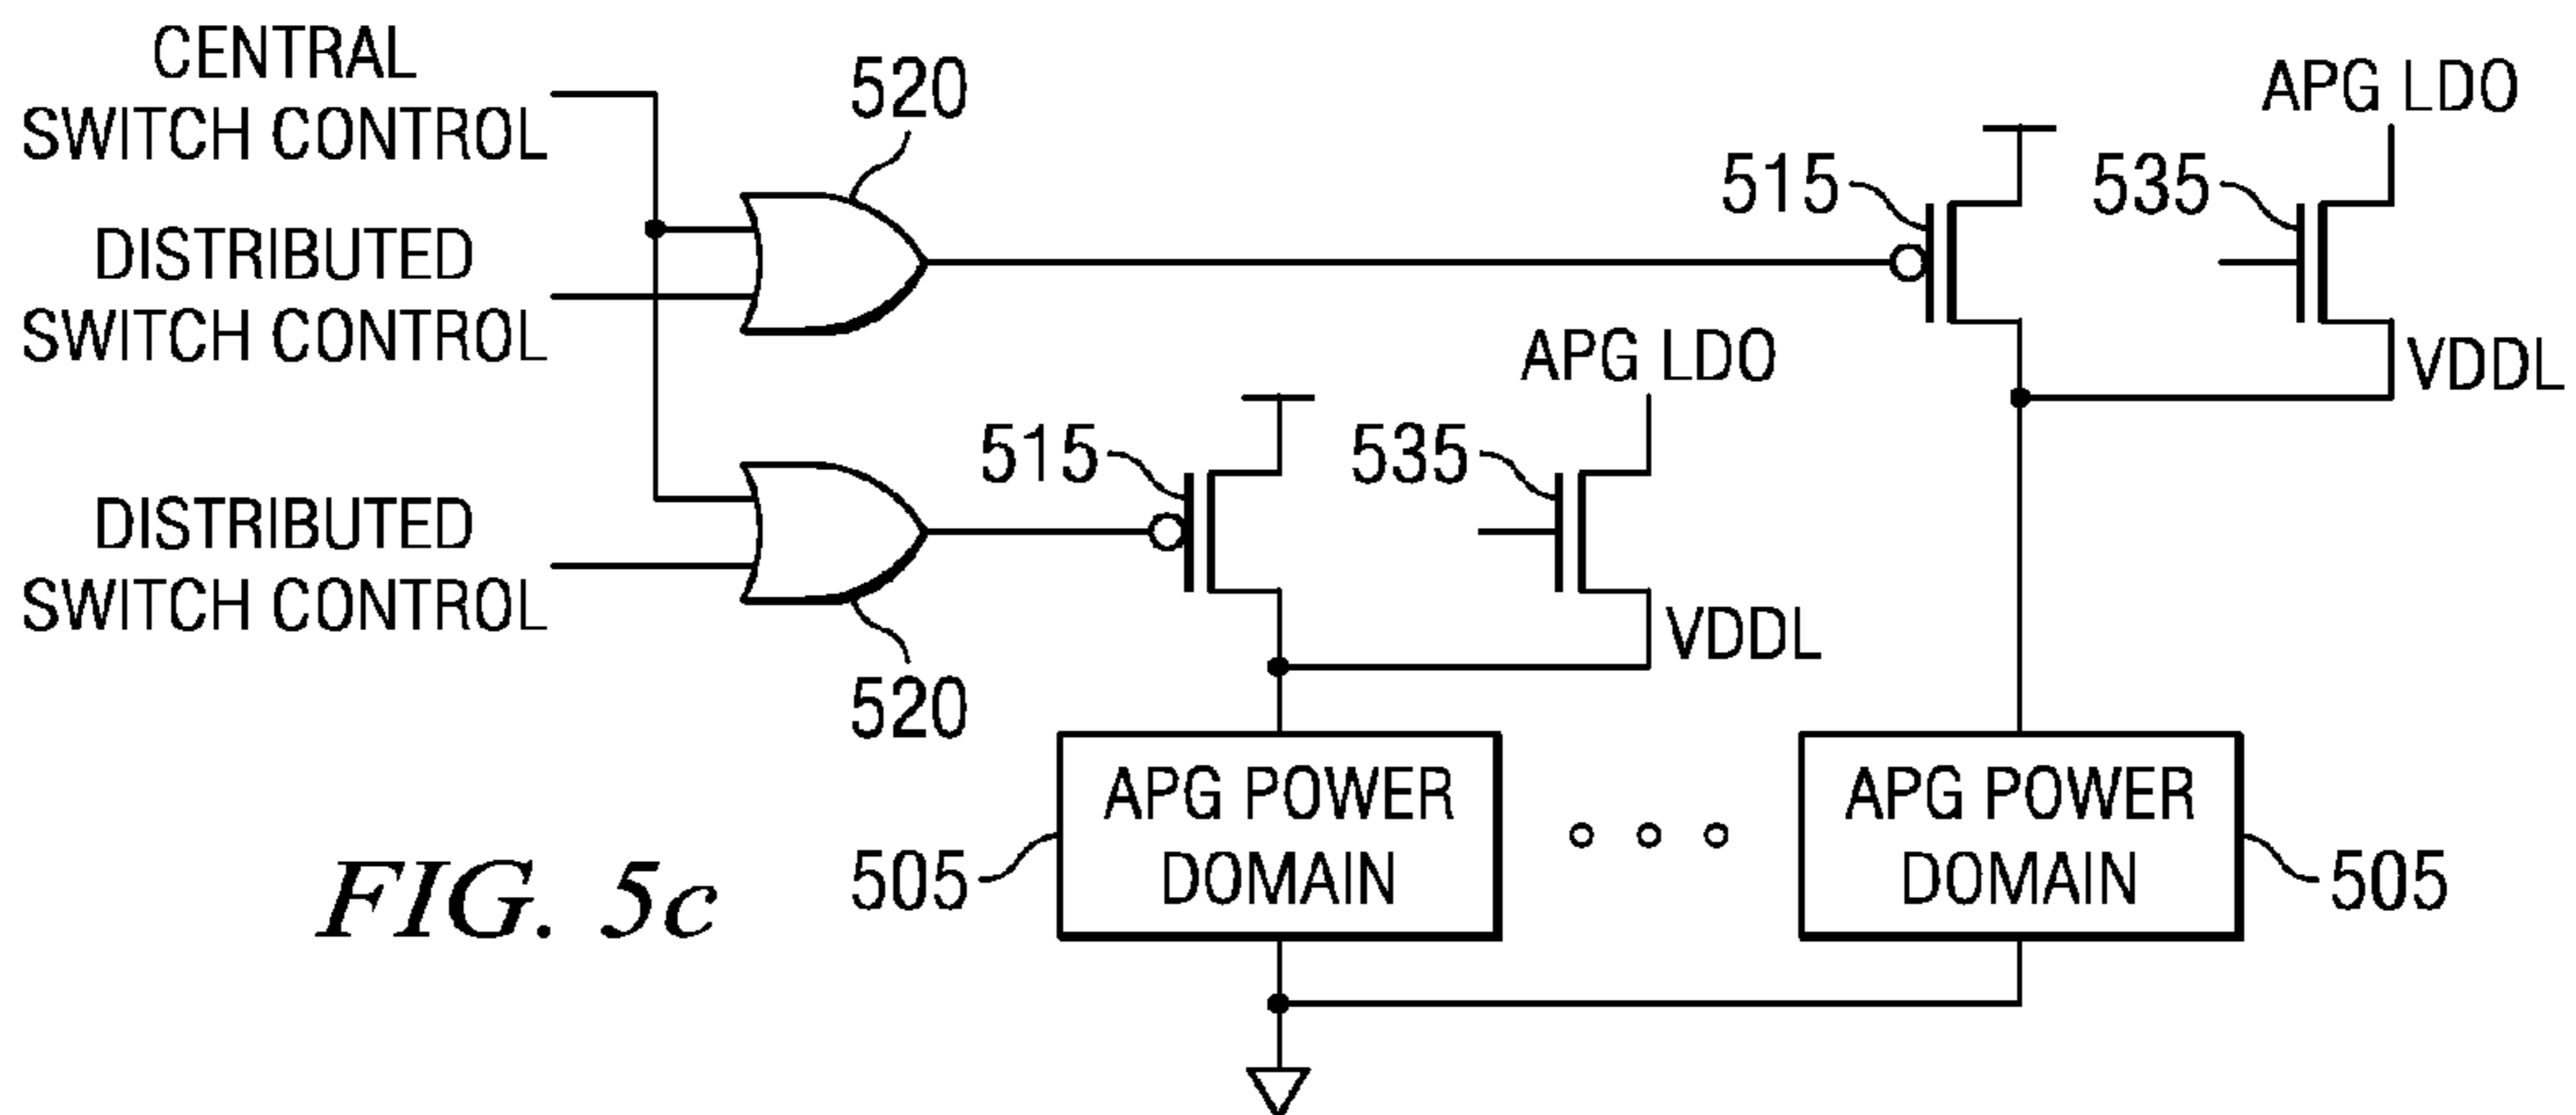 CENTRAL
SWITCH CONTROL
520
APG LDO
515
535
DISTRIBUTED
SWITCH CONTROL
VDDL
APG LDO
515
535
DISTRIBUTED
SWITCH CONTROL
VDDL
520
APG POWER
DOMAIN
APG POWER
DOMAIN
505
505
FIG. 5c